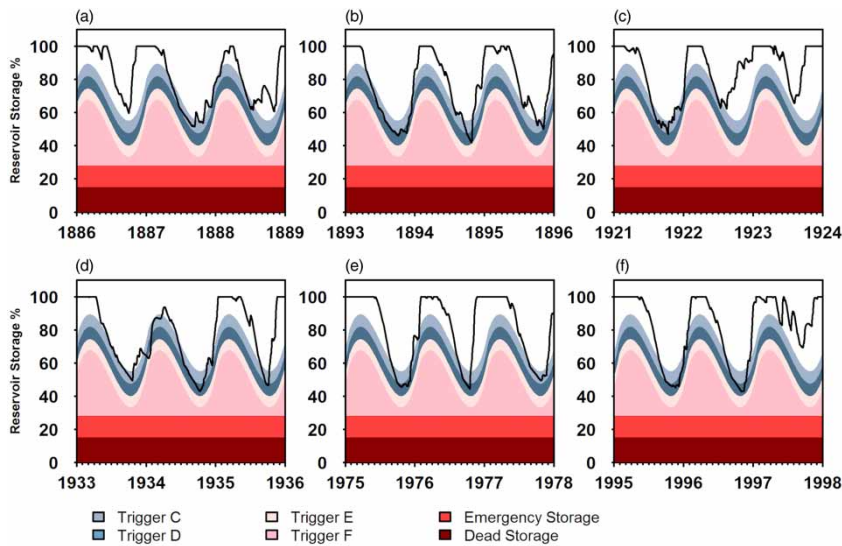 (a) (b) (c)
Reservoir Storage %
100 100 100
80 80 80
60 60 60
40 40 40
20 20 20
0 0 0
1886 1887 1888 1889 1893 1894 1895 1896 1921 1922 1923 1924
(d) (e) (f)
Reservoir Storage %
100 100 100
80 80 80
60 60 60
40 40 40
20 20 20
0 0 0
1933 1934 1935 1936 1975 1976 1977 1978 1995 1996 1997 1998
Trigger C Trigger E Emergency Storage
Trigger D Trigger F Dead Storage